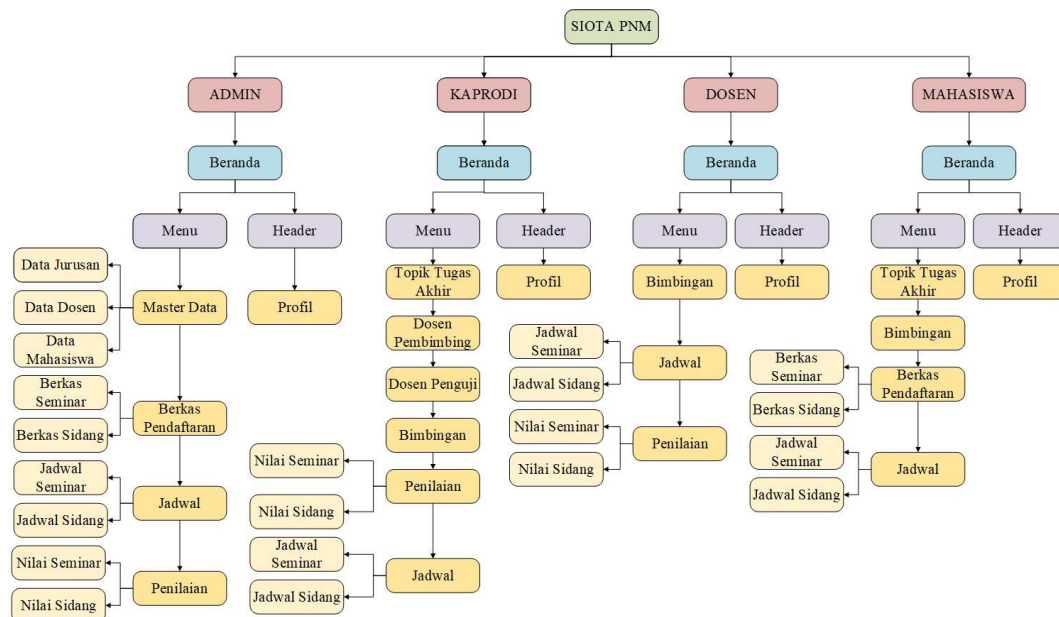 SIOTA PNM
ADMIN
KAPRODI
DOSEN
MAHASISWA
Beranda
Beranda
Beranda
Beranda
Menu
Header
Menu
Header
Menu
Header
Menu
Header
Data Jurusan
Data Dosen
Data
Mahasiswa
Master Data
Profil
Berkas
Seminar
Berkas Sidang
Berkas
Pendaftaran
Jadwal
Seminar
Jadwal Sidang
Jadwal
Nilai Seminar
Nilai Sidang
Penilaian
Topik Tugas
Akhir
Profil
Dosen
Pembimbing
Dosen Penguji
Bimbingan
Nilai Seminar
Nilai Sidang
Penilaian
Jadwal
Seminar
Jadwal Sidang
Jadwal
Bimbingan
Profil
Jadwal
Seminar
Jadwal Sidang
Jadwal
Nilai Seminar
Nilai Sidang
Penilaian
Topik Tugas
Akhir
Profil
Bimbingan
Berkas
Seminar
Berkas Sidang
Berkas
Pendaftaran
Jadwal
Seminar
Jadwal Sidang
Jadwal